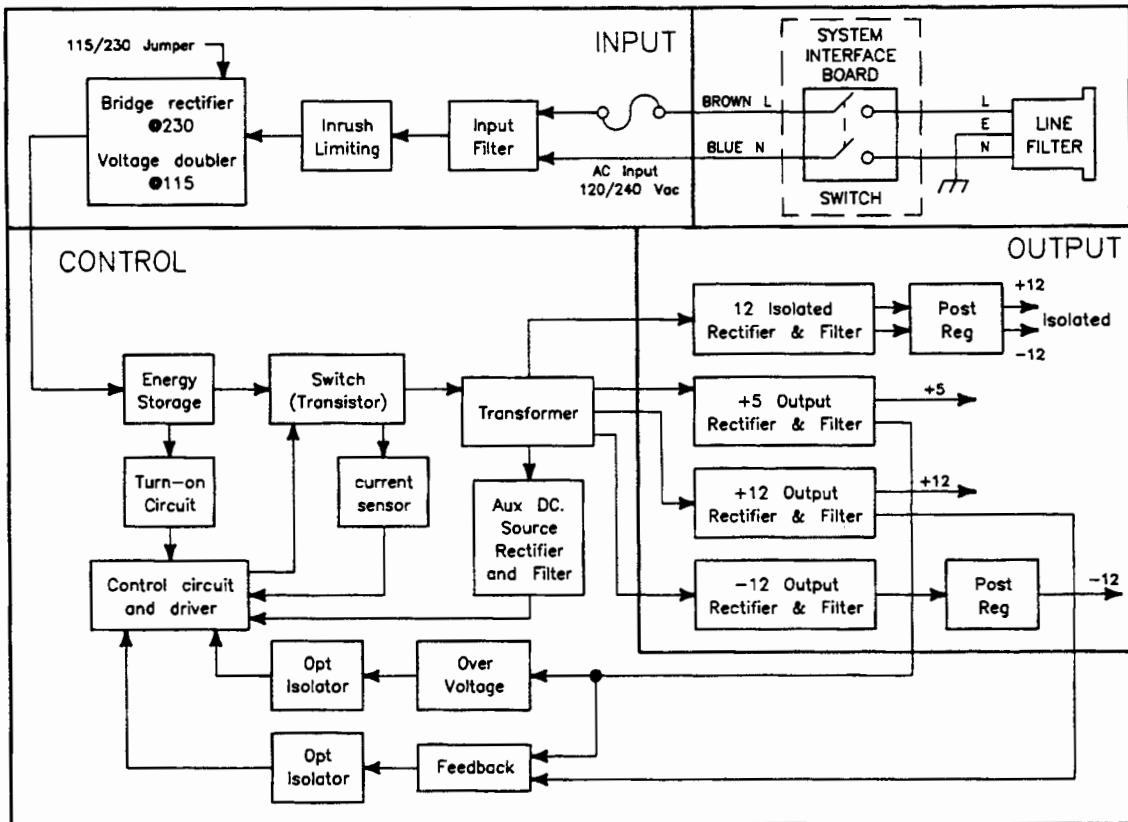 115/230 Jumper
INPUT
SYSTEM
INTERFACE
BOARD
Bridge rectifier
@230
Voltage doubler
@115
Inrush
Limiting
Input
Filter
BROWN L
BLUE N
AC Input
120/240 Vac
SWITCH
L
E
N
LINE
FILTER
CONTROL
OUTPUT
12 Isolated
Rectifier & Filter
Post
Reg
+12
Isolated
-12
Energy
Storage
Switch
(Transistor)
Transformer
+5 Output
Rectifier & Filter
+5
Turn-on
Circuit
current
sensor
Aux DC.
Source
Rectifier
and Filter
+12 Output
Rectifier & Filter
+12
Control circuit
and driver
-12 Output
Rectifier & Filter
Post
Reg
-12
Opt
Isolator
Over
Voltage
Opt
Isolator
Feedback